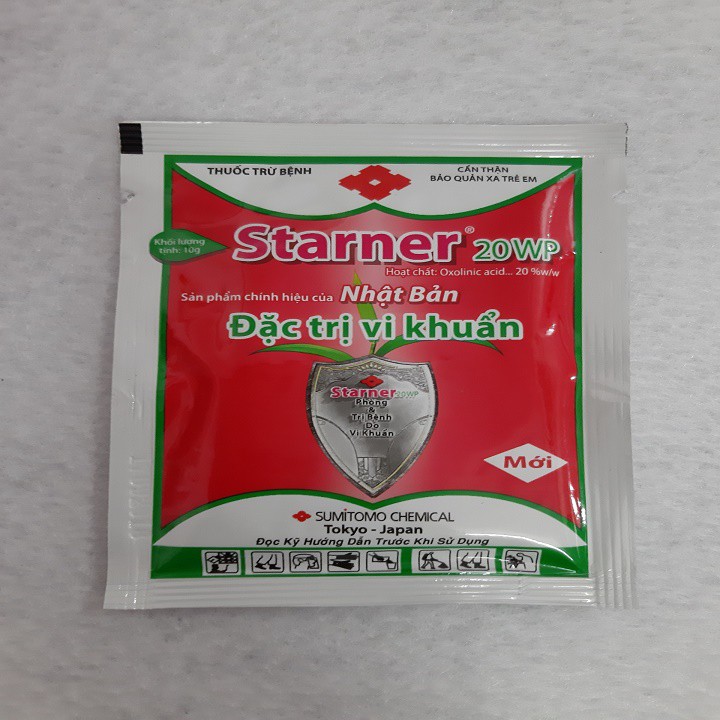 THUỐC TRỪ BỆNH
CẨN THẬN
BẢO QUẢN XA TRẺ EM
Khối lượng
tịnh: 10g
Starner® 20WP
Hoạt chất: Oxolinic acid... 20 %w/w
Sản phẩm chính hiệu của Nhật Bản
Đặc trị vi khuẩn
Starner 20WP
Phòng
&
Trị Bệnh
Do
Vi Khuẩn
Mới
SUMITOMO CHEMICAL
Tokyo - Japan
Đọc Kỹ Hướng Dẫn Trước Khi Sử Dụng